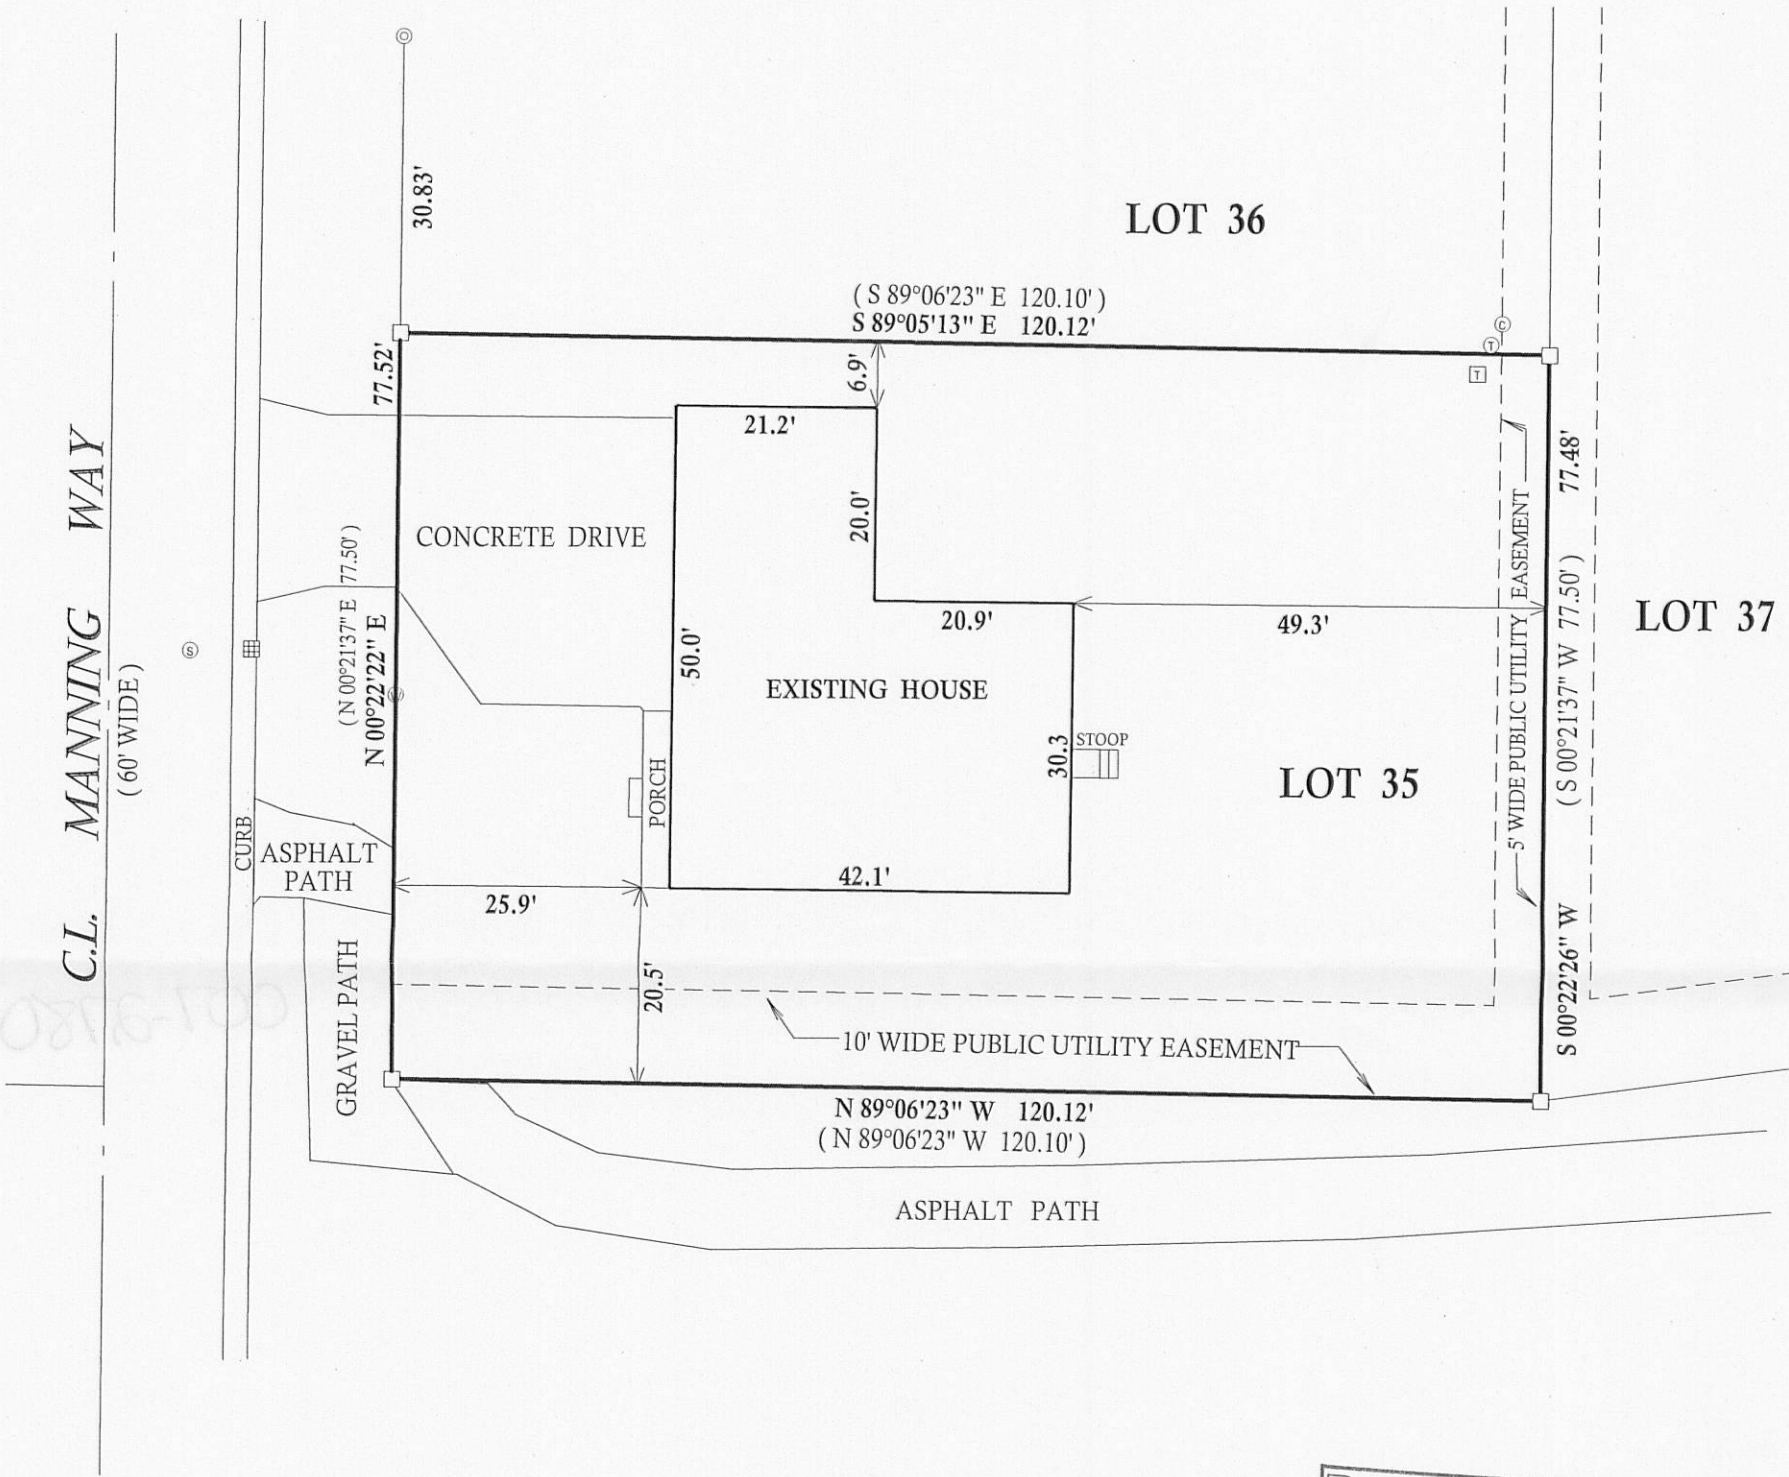 30.83'
LOT 36
( S 89°06'23" E 120.10' )
S 89°05'13" E 120.12'
C
T
T
77.52'
6.9'
21.2'
C.L. MANNING WAY
( 60' WIDE )
CONCRETE DRIVE
20.0'
20.9'
49.3'
77.48'
5' WIDE PUBLIC UTILITY EASEMENT
( S 00°21'37" W 77.50' )
S 00°22'26" W
LOT 37
( N 00°21'37" E 77.50' )
N 00°22'22" E
S
W
50.0'
EXISTING HOUSE
30.3
STOOP
PORCH
LOT 35
CURB
ASPHALT
PATH
42.1'
25.9'
20.5'
GRAVEL PATH
10' WIDE PUBLIC UTILITY EASEMENT
N 89°06'23" W 120.12'
( N 89°06'23" W 120.10' )
ASPHALT PATH